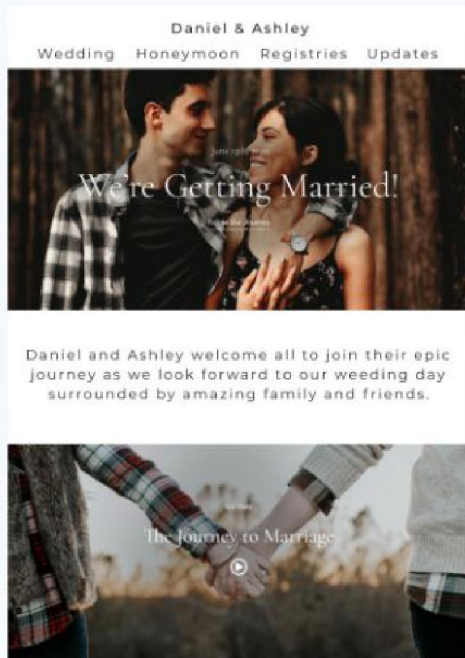 Daniel & Ashley
Wedding Honeymoon Registries Updates
We're Getting Married!
Daniel and Ashley welcome all to join their epic
journey as we look forward to our weeding day
surrounded by amazing family and friends.
The Journey to Marriage